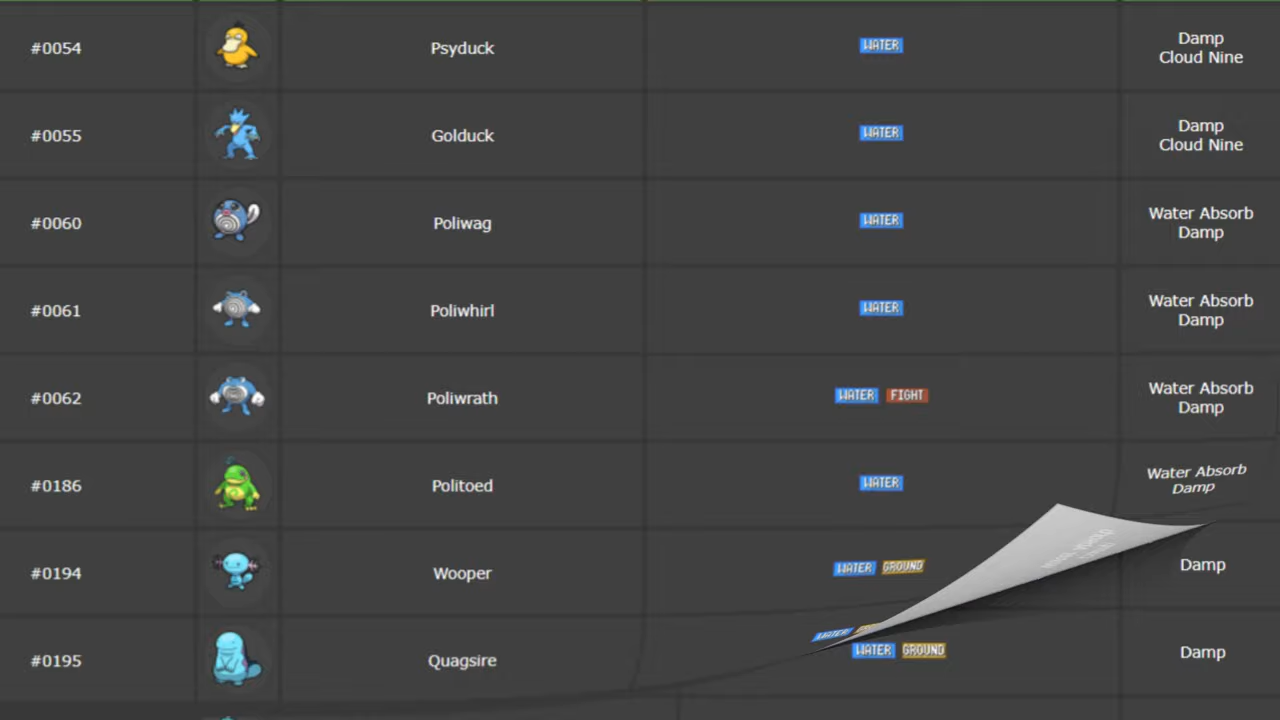 #0054 Psyduck WATER Damp
Cloud Nine
#0055 Golduck WATER Damp
Cloud Nine
#0060 Poliwag WATER Water Absorb
Damp
#0061 Poliwhirl WATER Water Absorb
Damp
#0062 Poliwrath WATER FIGHT Water Absorb
Damp
#0186 Politoed WATER Water Absorb
Damp
#0194 Wooper WATER GROUND Damp
WATER
#0195 Quagsire WATER GROUND Damp